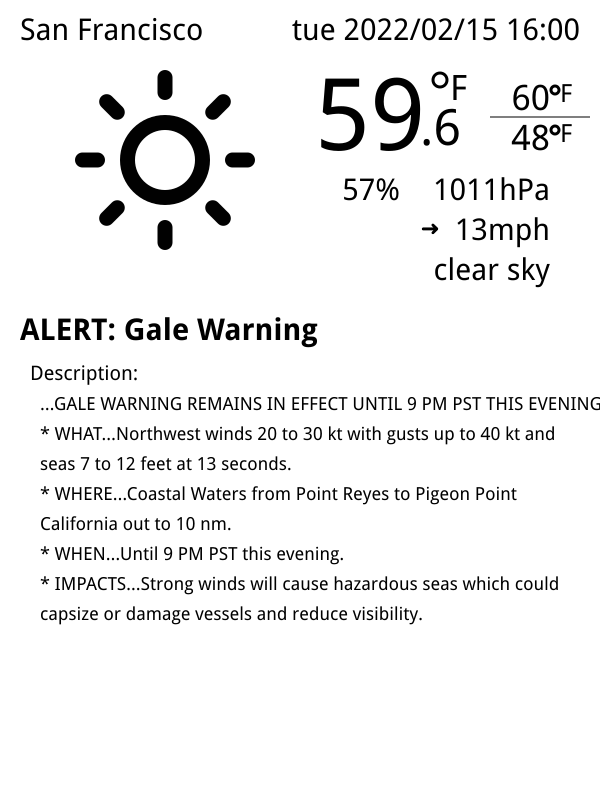 San Francisco tue 2022/02/15 16:00
59.6°F 60°F
48°F
57% 1011hPa
→ 13mph
clear sky
ALERT: Gale Warning
Description:
...GALE WARNING REMAINS IN EFFECT UNTIL 9 PM PST THIS EVENING
* WHAT...Northwest winds 20 to 30 kt with gusts up to 40 kt and
seas 7 to 12 feet at 13 seconds.
* WHERE...Coastal Waters from Point Reyes to Pigeon Point
California out to 10 nm.
* WHEN...Until 9 PM PST this evening.
* IMPACTS...Strong winds will cause hazardous seas which could
capsize or damage vessels and reduce visibility.